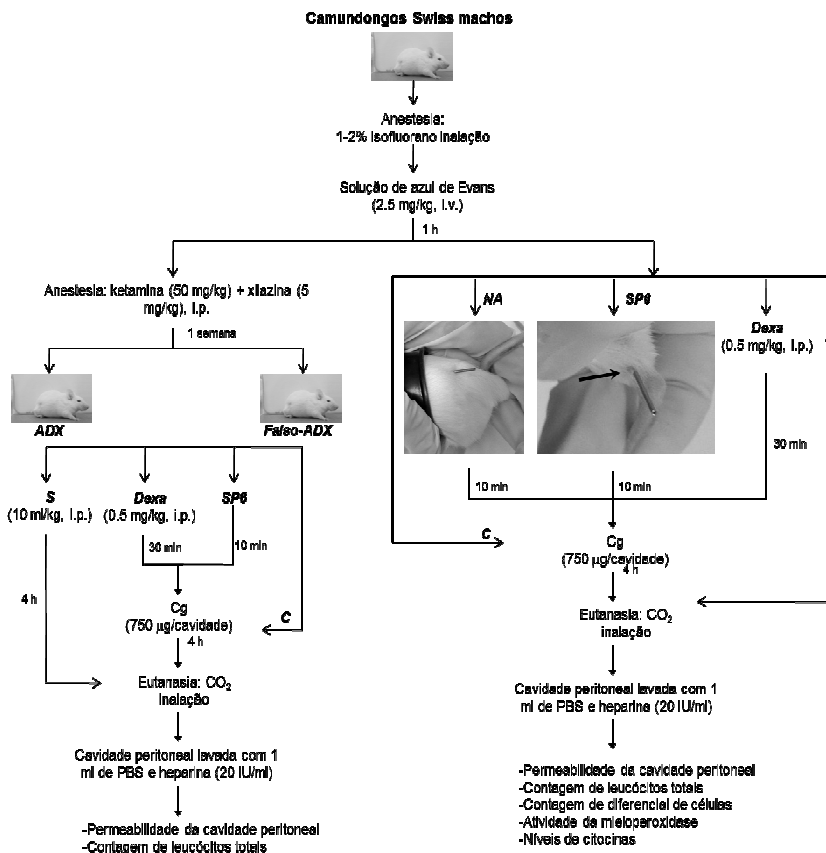 Camundongos Swiss machos
Anestesia:
1-2% isofluorano inalação
Solução de azul de Evans
(2.5 mg/kg, i.v.)
1 h
Anestesia: ketamina (50 mg/kg) + xilazina (5
mg/kg), i.p.
1 semana
ADX
Falso-ADX
S
(10 ml/kg, i.p.)
Dexa
(0.5 mg/kg, i.p.)
SP6
30 min
10 min
4 h
Cg
(750 µg/cavidade)
4 h
C
Eutanasia: CO₂
inalação
Cavidade peritoneal lavada com 1
ml de PBS e heparina (20 IU/ml)
-Permeabilidade da cavidade peritoneal
-Contagem de leucócitos totais
NA
SP6
Dexa
(0.5 mg/kg, i.p.)
10 min
10 min
30 min
C
Cg
(750 µg/cavidade)
4 h
Eutanasia: CO₂
inalação
Cavidade peritoneal lavada com 1
ml de PBS e heparina (20 IU/ml)
-Permeabilidade da cavidade peritoneal
-Contagem de leucócitos totais
-Contagem de diferencial de células
-Atividade da mieloperoxidase
-Níveis de citocinas